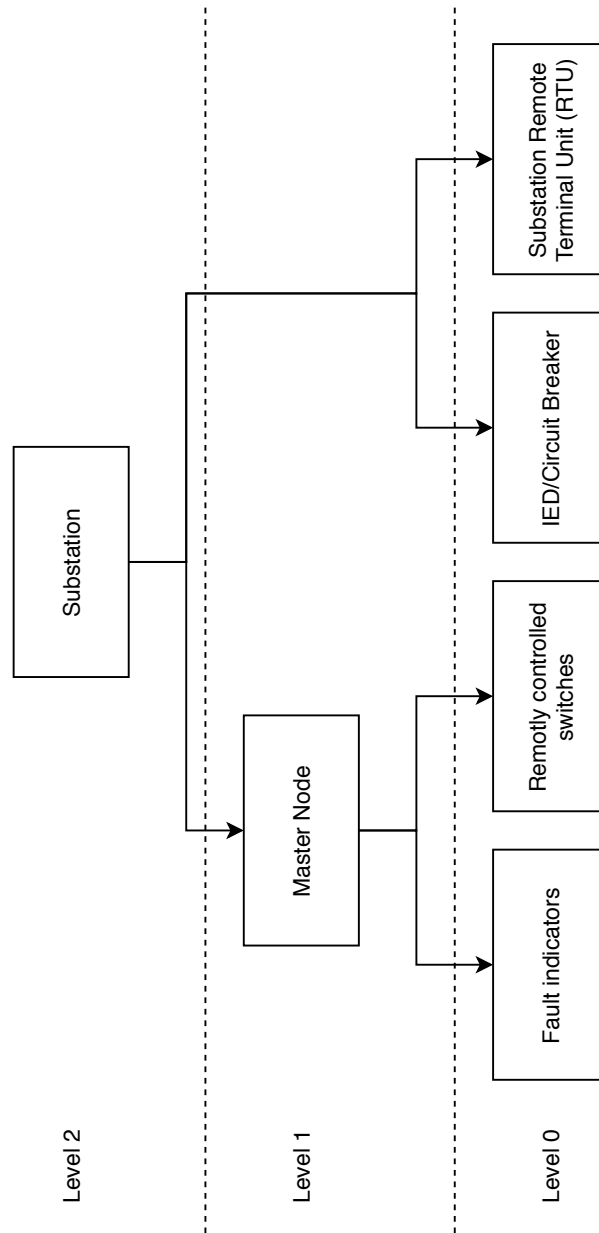 Level 2
Substation
Level 1
Master Node
Level 0
Fault indicators
Remotly controlled
switches
IED/Circuit Breaker
Substation Remote
Terminal Unit (RTU)